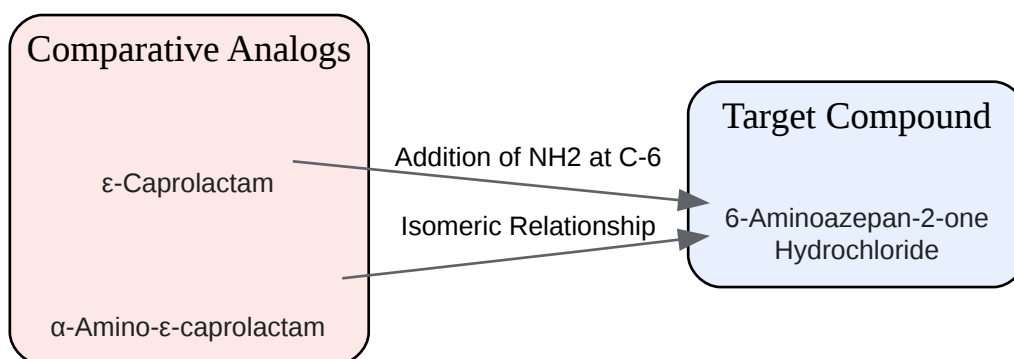 Comparative Analogs
ε-Caprolactam
α-Amino-ε-caprolactam
Addition of NH2 at C-6
Isomeric Relationship
Target Compound
6-Aminoazepan-2-one
Hydrochloride